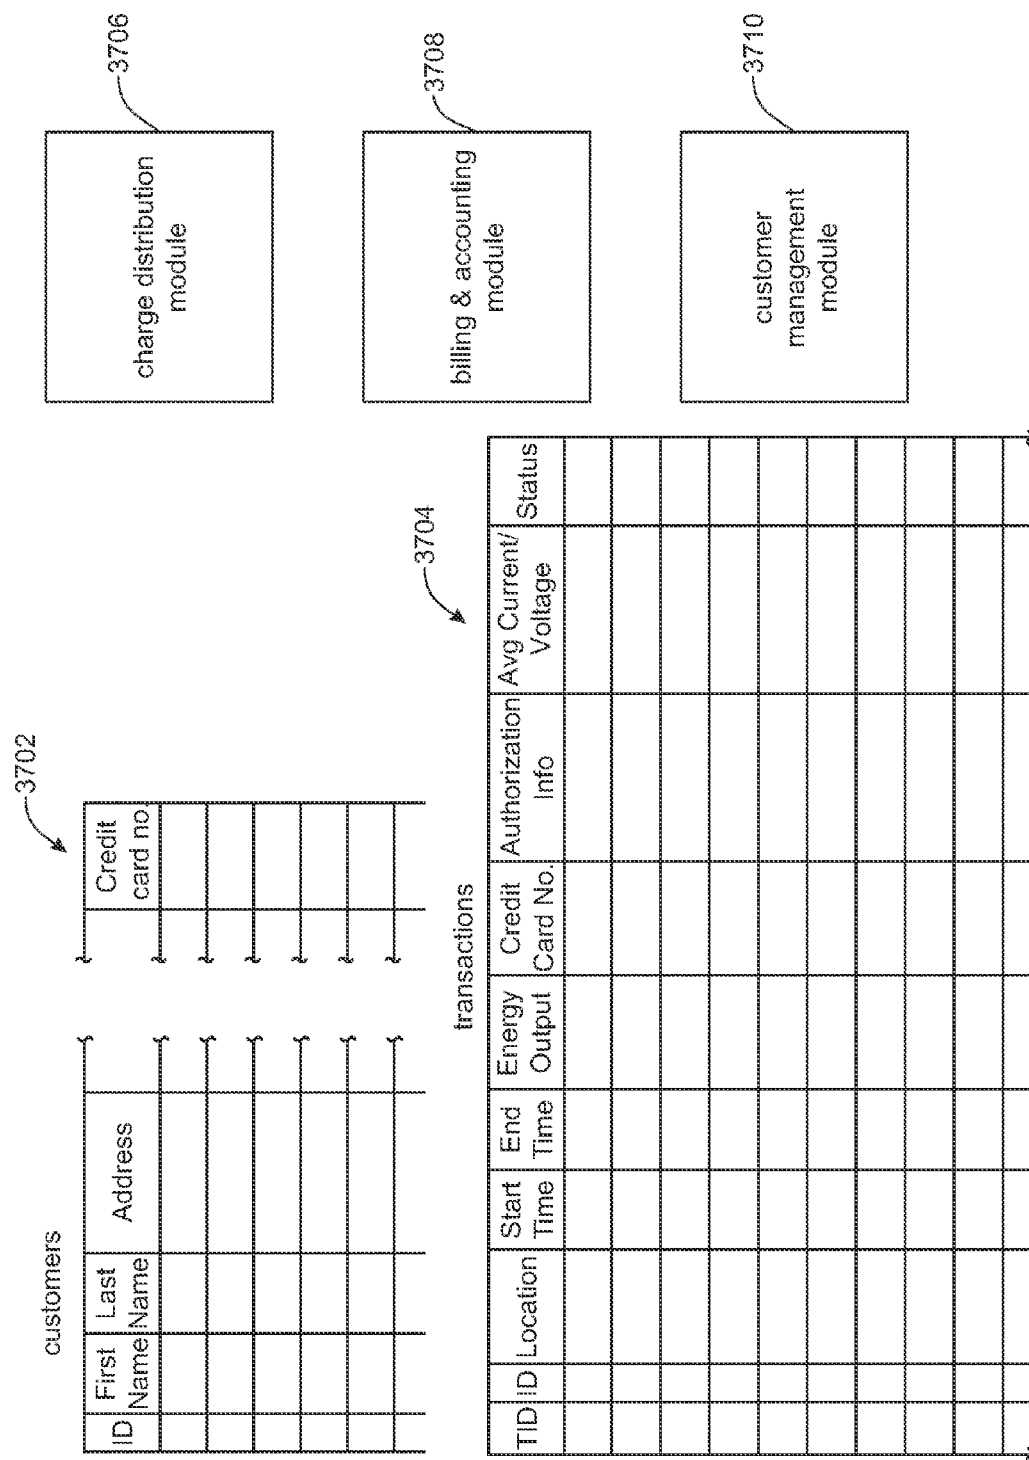 customers
3702
ID
First
Name
Last
Name
Address
Credit
card no.
transactions
3704
TID
ID
Location
Start
Time
End
Time
Energy
Output
Credit
Card No.
Authorization
Info
Avg Current/
Voltage
Status
charge distribution
module
3706
billing & accounting
module
3708
customer
management
module
3710